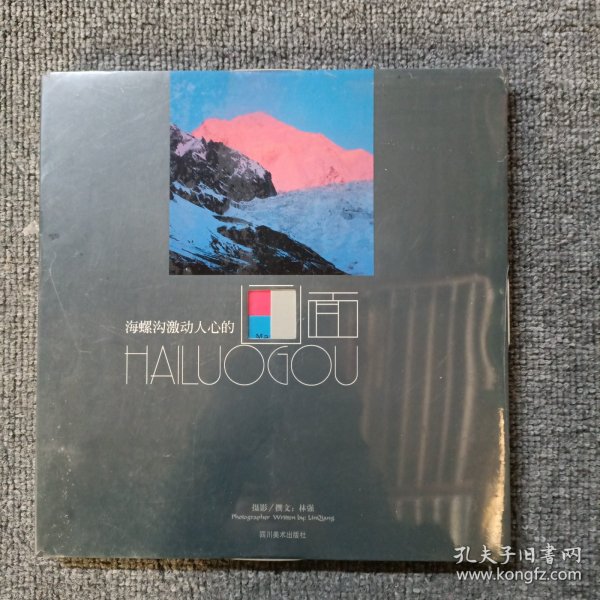 海螺沟激动人心的画面
HAILUOGOU
摄影／撰文：林强
Photographer Written by: LinQiang
四川美术出版社
孔夫子旧书网
www.kongfz.com